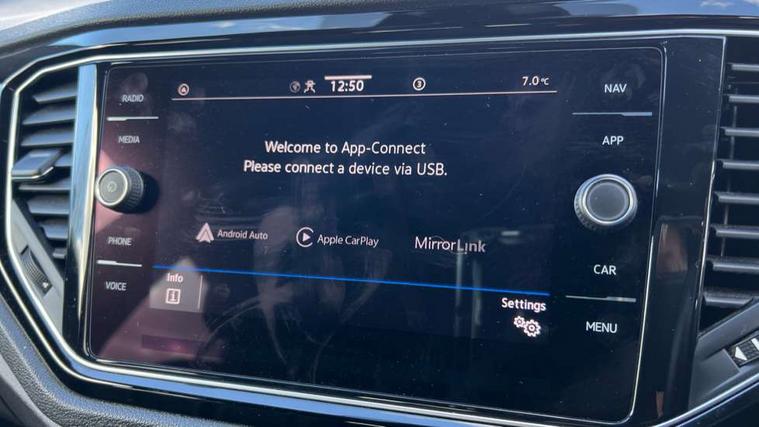 RADIO
MEDIA
PHONE
VOICE
12:50
3
7.0°C
Welcome to App-Connect
Please connect a device via USB.
Android Auto
Apple CarPlay
MirrorLink
Info
i
Settings
NAV
APP
CAR
MENU